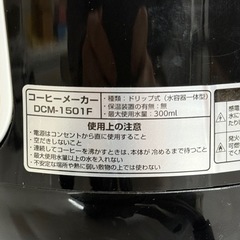 コーヒーメーカー
DCM-1501F
・種類：ドリップ式（水容器一体型）
・保温装置の有無：無
・最大使用水量：300ml
使用上の注意
・電源はコンセントから直に使用すること
・空だきしないこと
・連続してコーヒーを沸かすときは、本体が冷めるまで待つこと
・最大使用水量以上の水を入れないこと
・不安定な場所や熱に弱い敷物の上では使わないこと